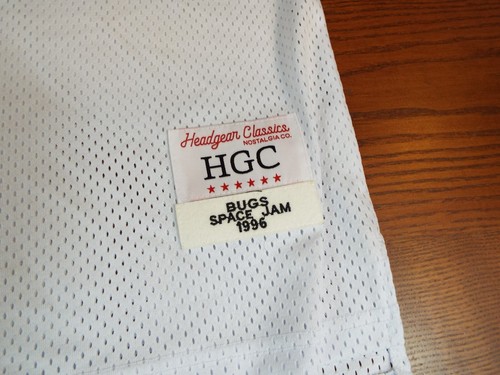 Headgear Classics
NOSTALGIA CO.
HGC
BUGS
SPACE JAM
1996